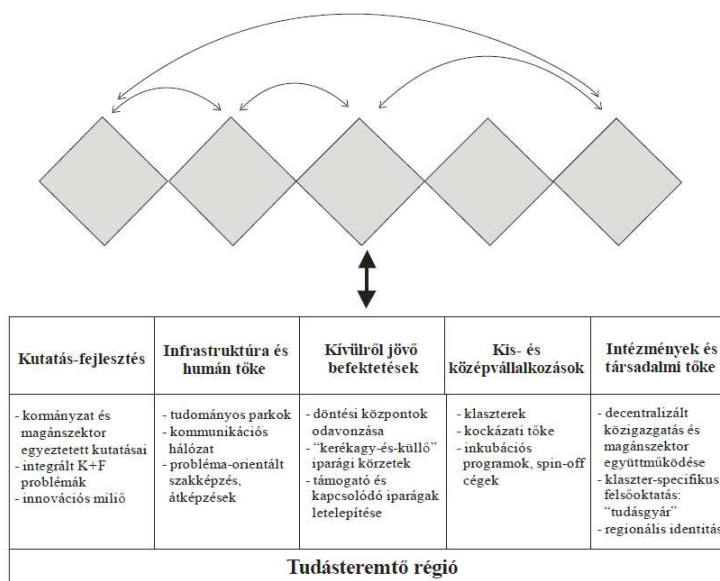 Kutatás-fejlesztés
Infrastruktúra és
humán tőke
Kívülről jövő
befektetések
Kis- és
középvállalkozások
Intézmények és
társadalmi tőke
- kormányzat és
magánszektor
egyeztetett kutatásai
- integrált K+F
problémák
- innovációs miliő
- tudományos parkok
- kommunikációs
hálózat
- probléma-orientált
szakképzés,
átképzések
- döntési központok
odavonzása
- "kerékagy-és-küllő"
iparági körzetek
- támogató és
kapcsolódó iparágak
letelepítése
- klaszterek
- kockázati tőke
- inkubációs
programok, spin-off
cégek
- decentralizált
közigazgatás és
magánszektor
együttműködése
- klaszter-specifikus
felsőoktatás:
"tudásgyár"
- regionális identitás
Tudásteremtő régió